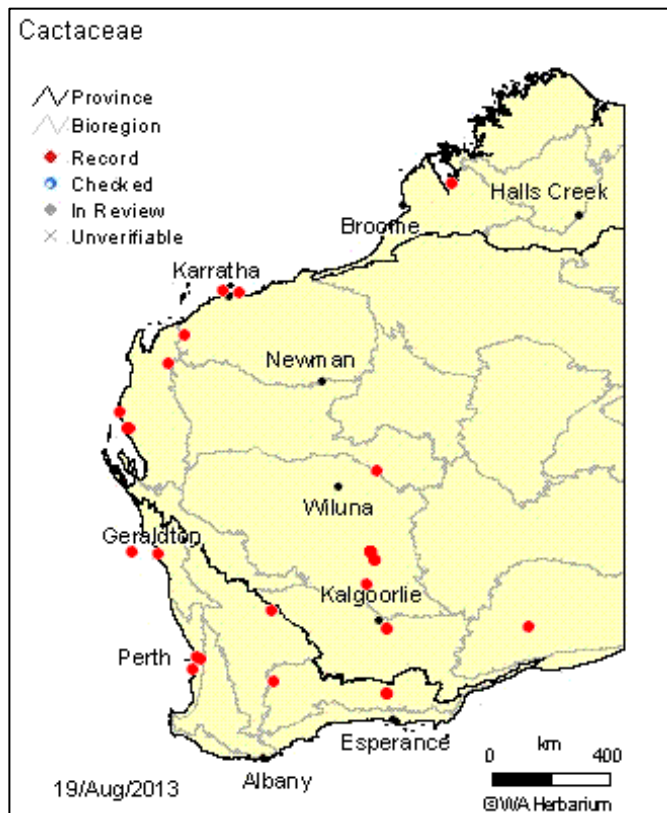 Cactaceae
Province
Bioregion
Record
Checked
In Review
Unverifiable
Halls Creek
Broome
Karratha
Newman
Wiluna
Geraldton
Kalgoorlie
Perth
Esperance
Albany
0 km 400
19/Aug/2013
©WA Herbarium